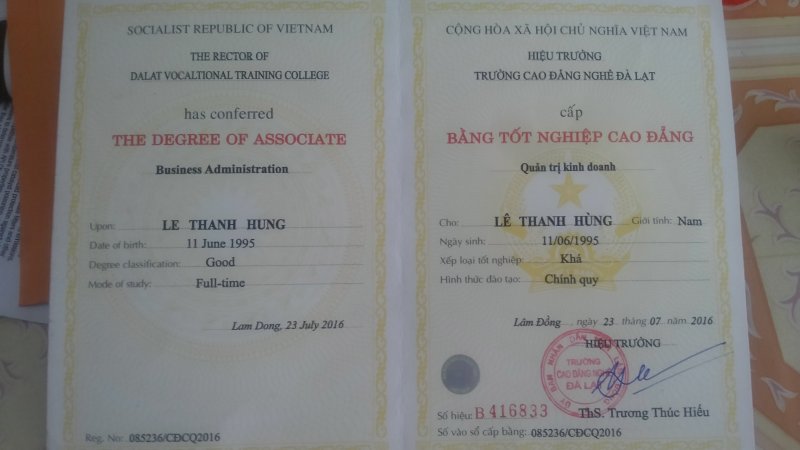 SOCIALIST REPUBLIC OF VIETNAM
THE RECTOR OF
DALAT VOCALTIONAL TRAINING COLLEGE
has conferred
THE DEGREE OF ASSOCIATE
Business Administration
Upon: LE THANH HUNG
Date of birth: 11 June 1995
Degree classification: Good
Mode of study: Full-time
Lam Dong, 23 July 2016
Reg. No: 085236/CĐCQ2016
CỘNG HÒA XÃ HỘI CHỦ NGHĨA VIỆT NAM
HIỆU TRƯỞNG
TRƯỜNG CAO ĐẲNG NGHỀ ĐÀ LẠT
cấp
BẰNG TỐT NGHIỆP CAO ĐẲNG
Quản trị kinh doanh
Cho: LÊ THANH HÙNG Giới tính: Nam
Ngày sinh: 11/06/1995
Xếp loại tốt nghiệp: Khá
Hình thức đào tạo: Chính quy
Lâm Đồng, ngày 23 tháng 07 năm 2016
HIỆU TRƯỞNG
TRƯỜNG
CAO ĐẲNG NGHỀ
ĐÀ LẠT
Số hiệu: B 416833 ThS. Trương Thúc Hiếu
Số vào sổ cấp bằng: 085236/CĐCQ2016